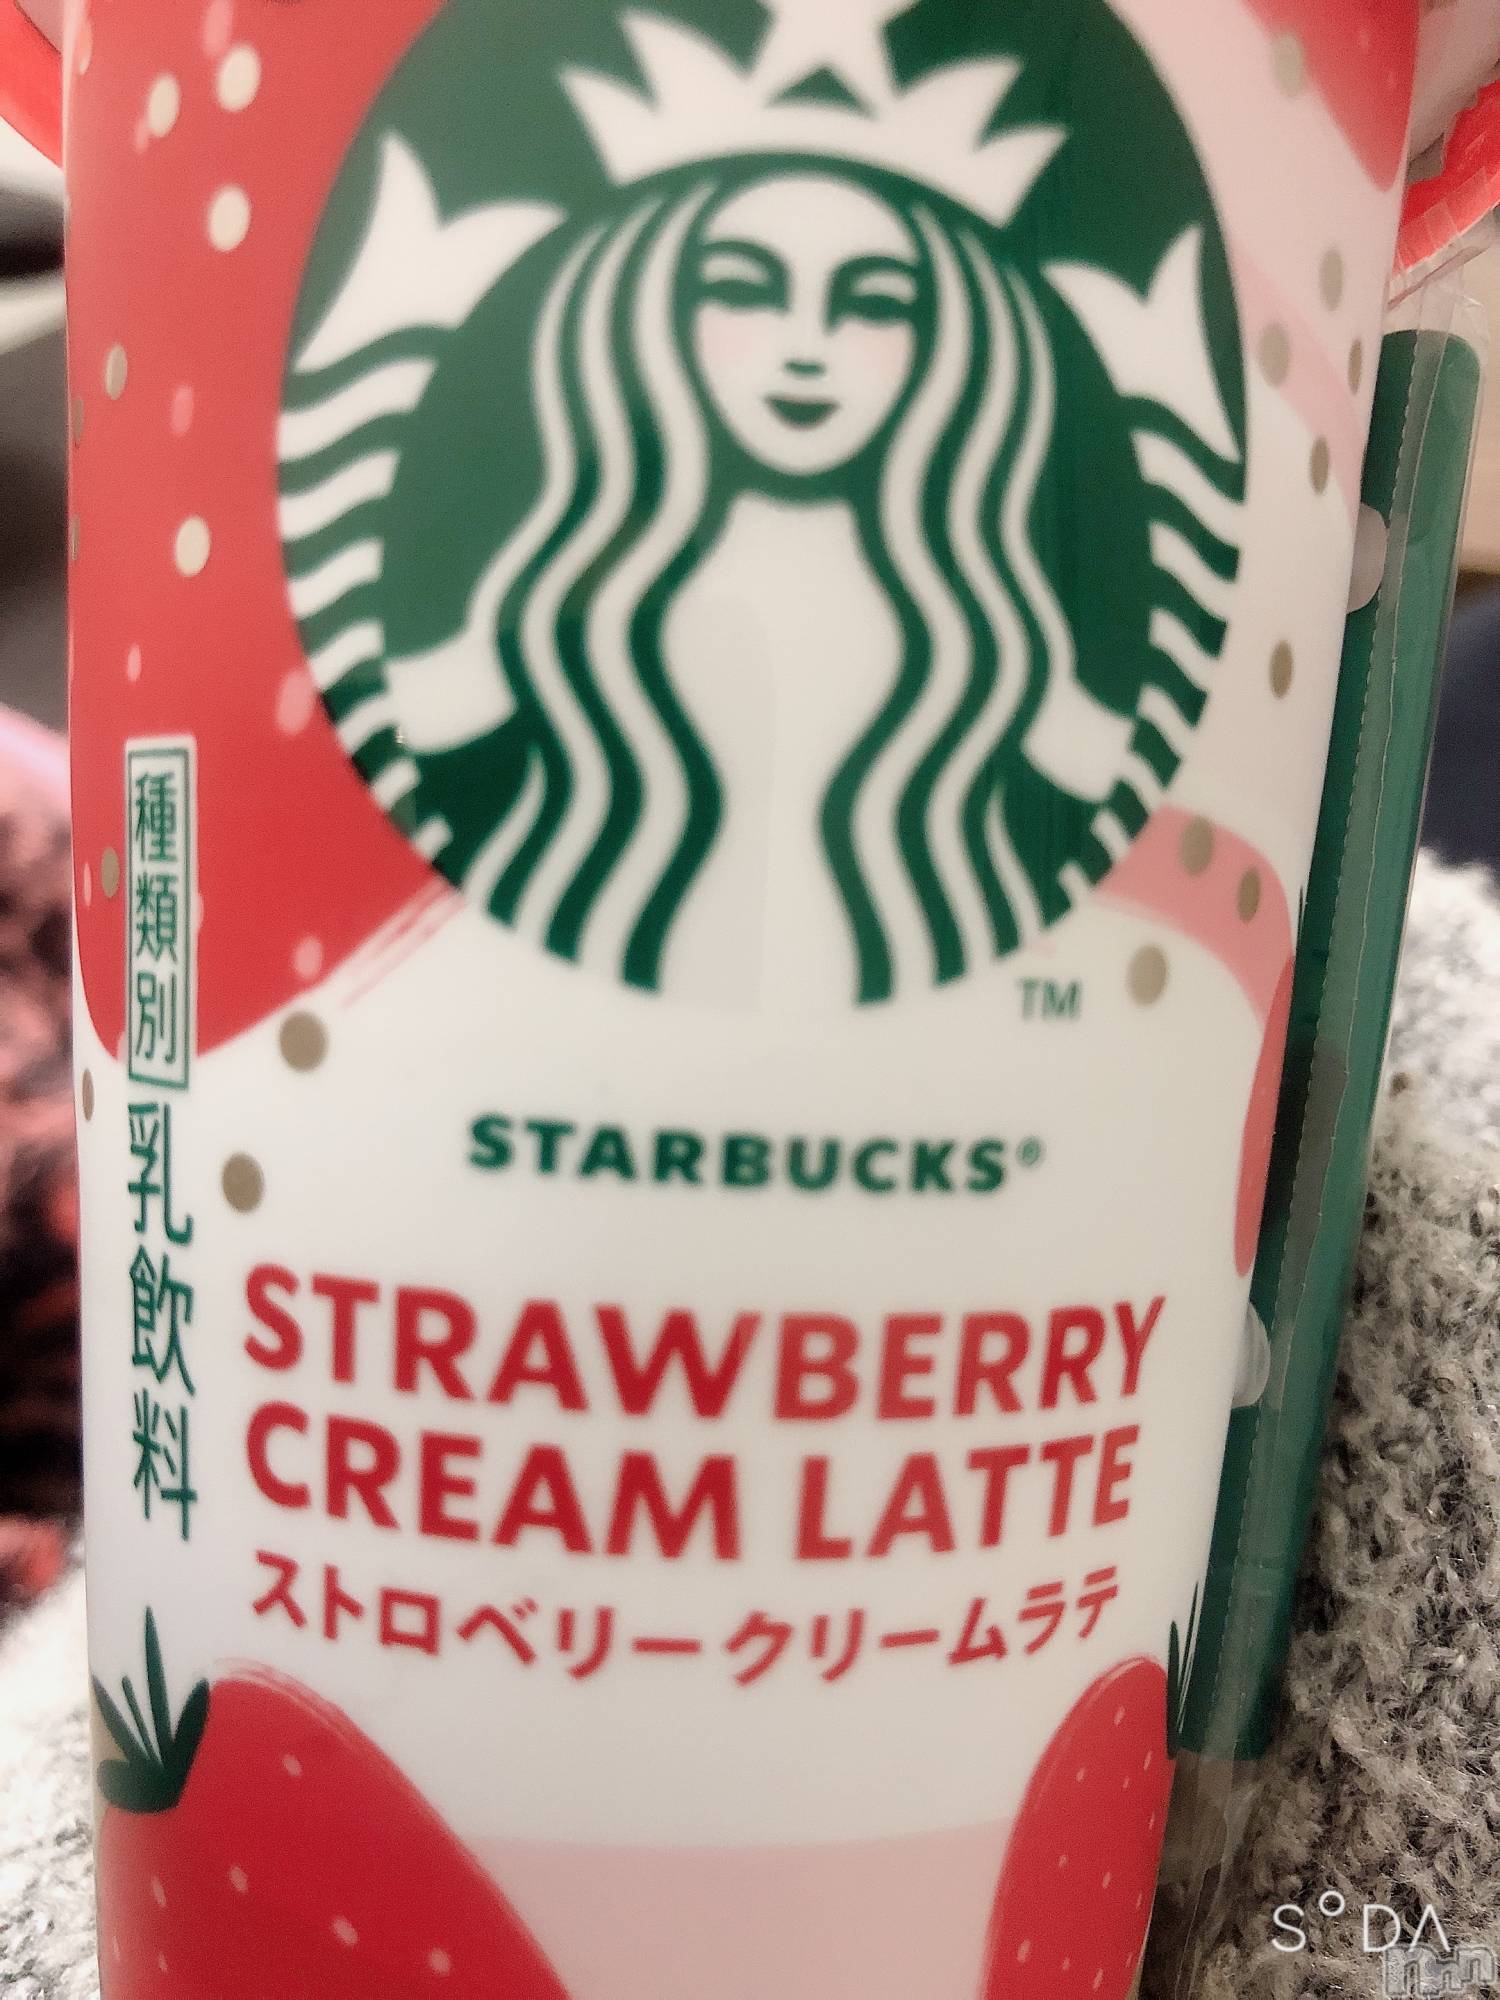 種類別 乳飲料
TM
STARBUCKS®
STRAWBERRY
CREAM LATTE
ストロベリークリームラテ
SODA